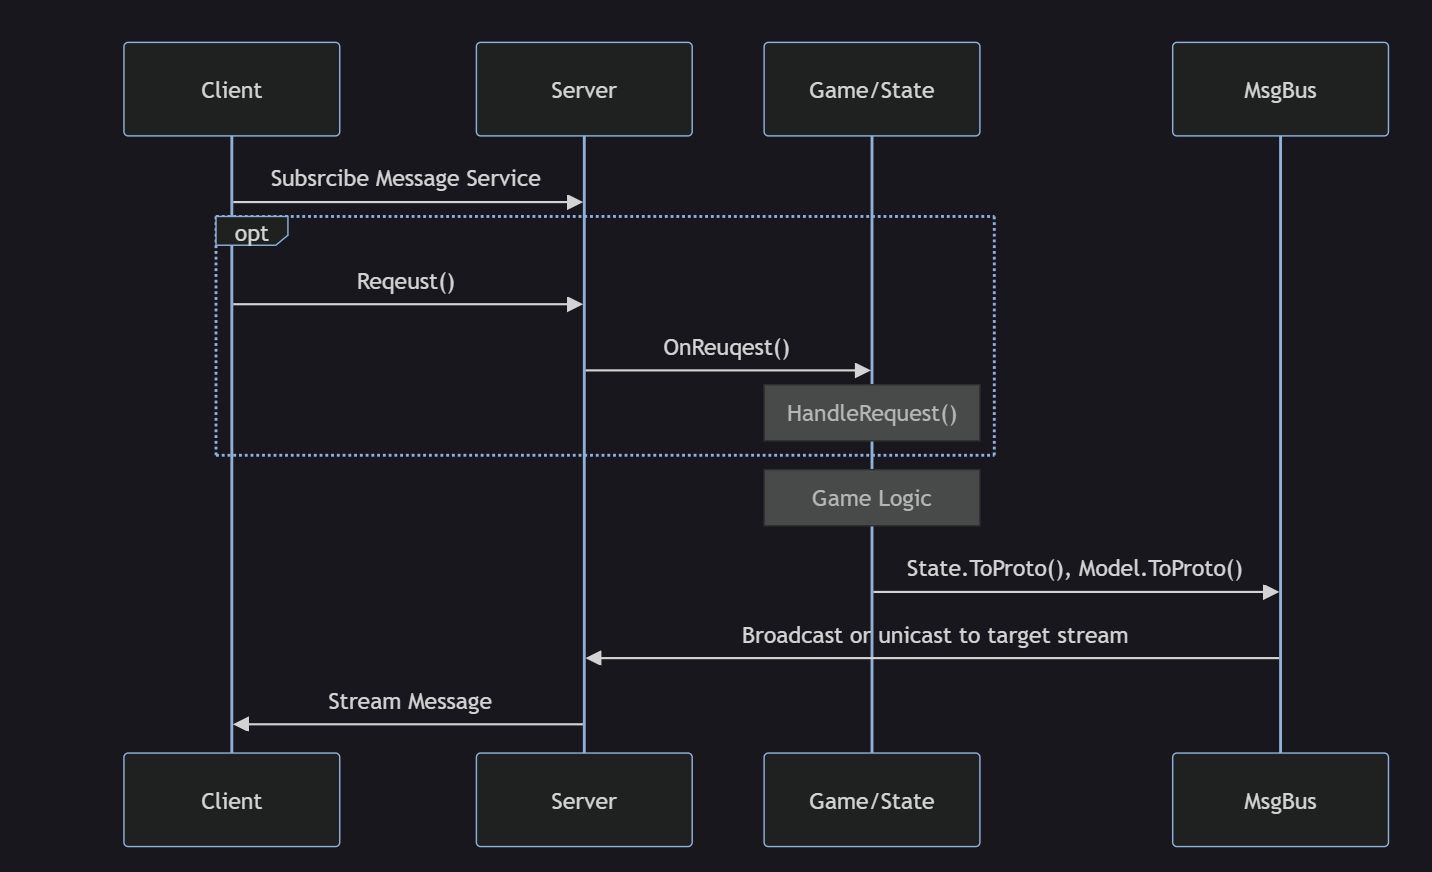 Client
Server
Game/State
MsgBus
Subsrcibe Message Service
opt
Reqeust()
OnReuqest()
HandleRequest()
Game Logic
State.ToProto(), Model.ToProto()
Broadcast or unicast to target stream
Stream Message
Client
Server
Game/State
MsgBus